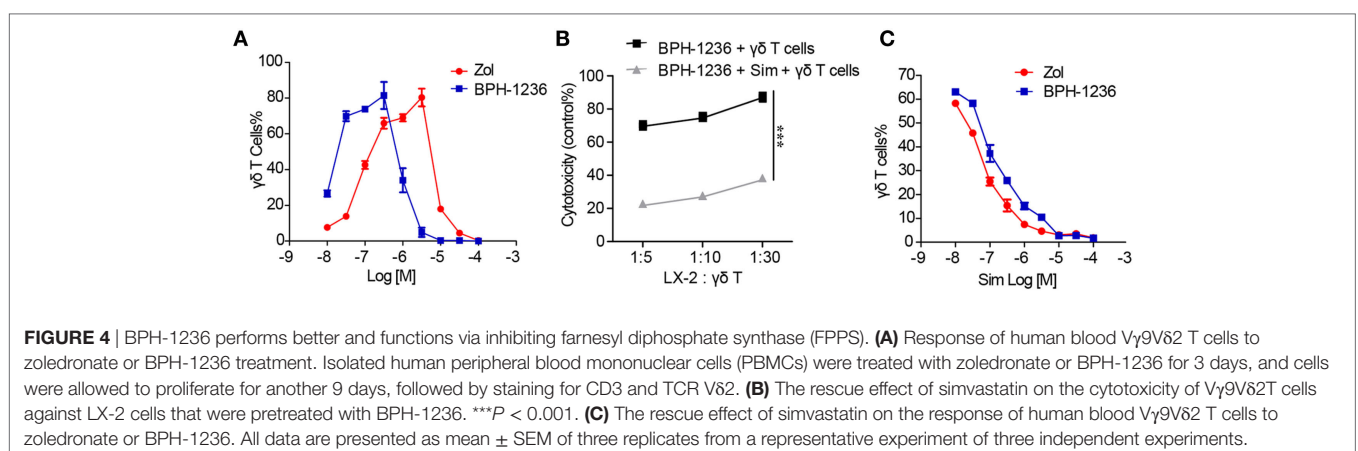 A
Zol
BPH-1236
100
80
60
40
20
0
γδ T Cells%
-9 -8 -7 -6 -5 -4 -3
Log [M]
B
BPH-1236 + γδ T cells
BPH-1236 + Sim + γδ T cells
100
80
60
40
20
0
Cytotoxicity (control%)
***
1:5 1:10 1:30
LX-2 : γδ T
C
Zol
BPH-1236
70
60
50
40
30
20
10
0
γδ T cells%
-9 -8 -7 -6 -5 -4 -3
Sim Log [M]
FIGURE 4 | BPH-1236 performs better and functions via inhibiting farnesyl diphosphate synthase (FPPS). (A) Response of human blood Vγ9Vδ2 T cells to
zoledronate or BPH-1236 treatment. Isolated human peripheral blood mononuclear cells (PBMCs) were treated with zoledronate or BPH-1236 for 3 days, and cells
were allowed to proliferate for another 9 days, followed by staining for CD3 and TCR Vδ2. (B) The rescue effect of simvastatin on the cytotoxicity of Vγ9Vδ2T cells
against LX-2 cells that were pretreated with BPH-1236. ***P < 0.001. (C) The rescue effect of simvastatin on the response of human blood Vγ9Vδ2 T cells to
zoledronate or BPH-1236. All data are presented as mean ± SEM of three replicates from a representative experiment of three independent experiments.